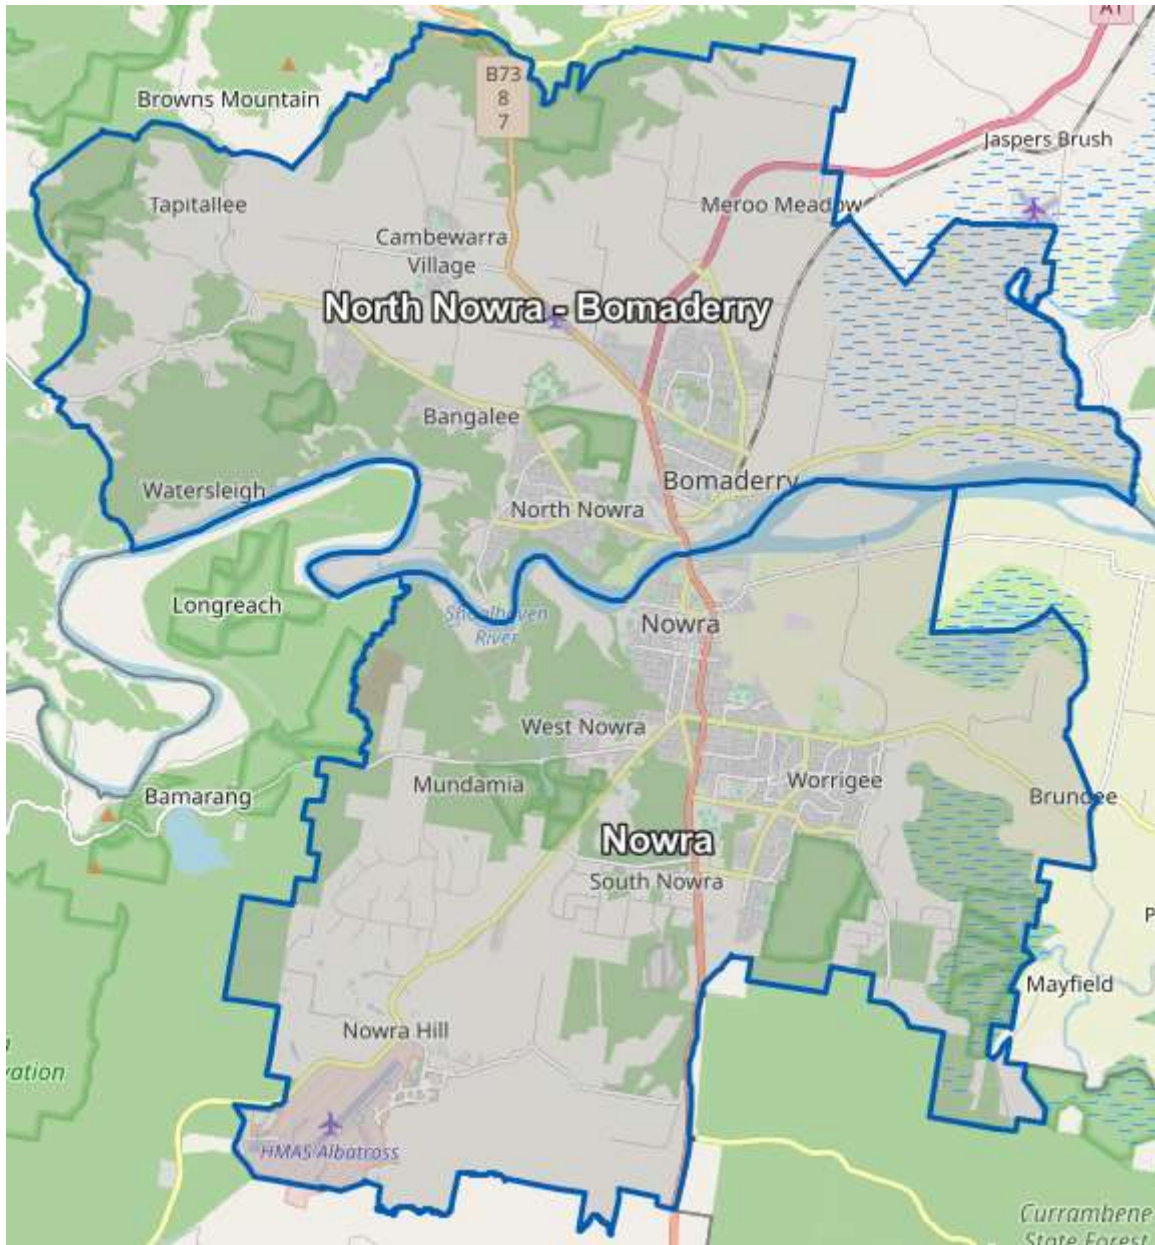 A1
B73
8
7
Browns Mountain
Jaspers Brush
Tapitallee
Meroo Meadow
Cambewarra
Village
North Nowra - Bomaderry
Bangalee
Watersleigh
Bomaderry
North Nowra
Longreach
Shoalhaven
River
Nowra
West Nowra
Mundamia
Worrigee
Bamarang
Brundee
Nowra
South Nowra
P
Mayfield
Nowra Hill
vation
HMAS Albatross
Currambene
State Forest